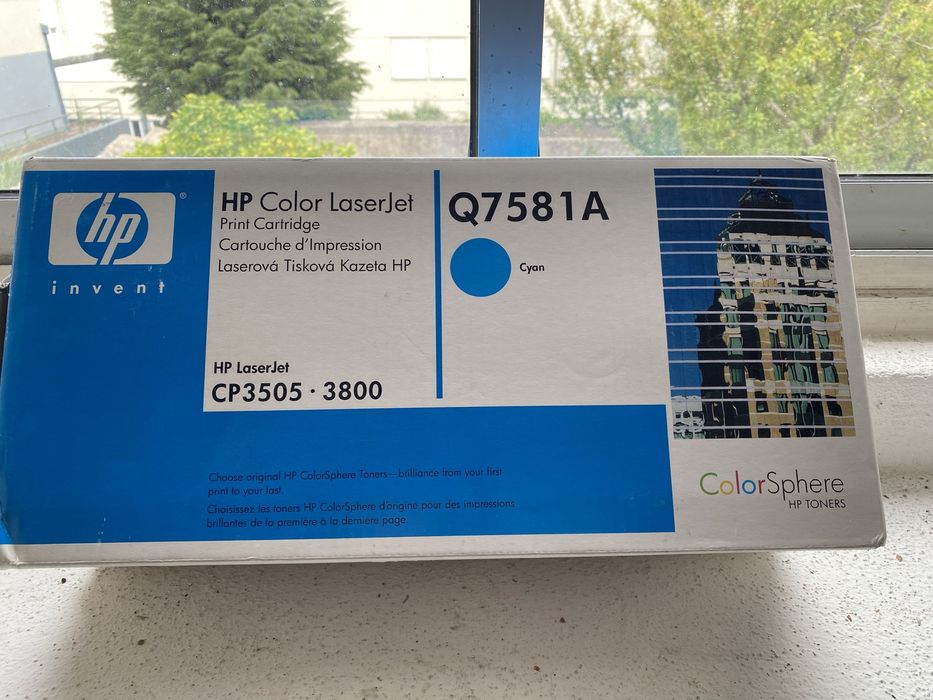 hp
®
invent
HP Color LaserJet
Print Cartridge
Cartouche d'Impression
Laserová Tisková Kazeta HP
HP LaserJet
CP3505 · 3800
Q7581A
Cyan
Choose original HP ColorSphere Toners—brilliance from your first
print to your last.
Choisissez les toners HP ColorSphere d'origine pour des impressions
brillantes de la première à la dernière page.
ColorSphere
HP TONERS